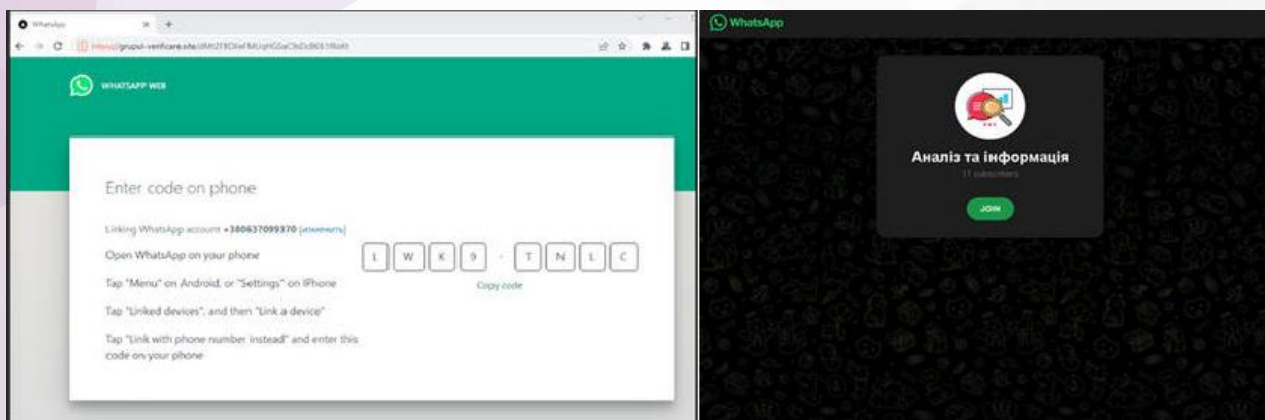 WhatsApp
WHATSAPP WEB
Enter code on phone
Linking WhatsApp account +380637099370 (изменить)
Open WhatsApp on your phone
Tap "Menu" on Android, or "Settings" on IPhone
Tap "Linked devices", and then "Link a device"
Tap "Link with phone number instead" and enter this
code on your phone
L W K 9 - T N L C
Copy code
WhatsApp
Аналіз та інформація
11 subscribers
JOIN